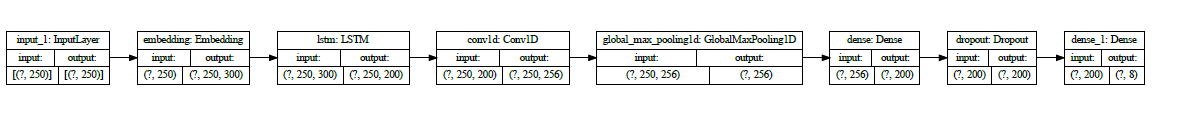 input_1: InputLayer
input: output:
[(?, 250)] [(?, 250)]
embedding: Embedding
input: output:
(?, 250) (?, 250, 300)
lstm: LSTM
input: output:
(?, 250, 300) (?, 250, 200)
conv1d: Conv1D
input: output:
(?, 250, 200) (?, 250, 256)
global_max_pooling1d: GlobalMaxPooling1D
input: output:
(?, 250, 256) (?, 256)
dense: Dense
input: output:
(?, 256) (?, 200)
dropout: Dropout
input: output:
(?, 200) (?, 200)
dense_1: Dense
input: output:
(?, 200) (?, 8)